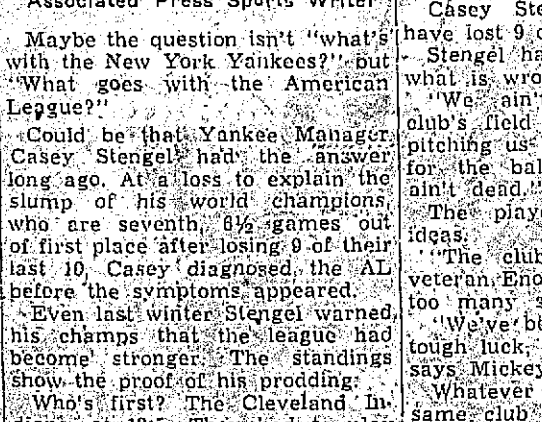 Associated Press Sports Writer
Maybe the question isn't "what's
with the New York Yankees?" but
"What goes with the American
League?"
Could be that Yankee Manager
Casey Stengel had the answer
long ago. At a loss to explain the
slump of his world champions,
who are seventh, 6½ games out
of first place after losing 9 of their
last 10, Casey diagnosed the AL
before the symptoms appeared.
Even last winter Stengel warned
his champs that the league had
become stronger. The standings
show the proof of his prodding.
Who's first? The Cleveland In-
Casey Ste
have lost 9 o
Stengel ha
what is wro
"We ain'
club's field
pitching us
for the bal
ain't dead."
The play
ideas.
"The club
veteran Eno
too many s
"We've be
tough luck,
says Mickey
Whatever
same club